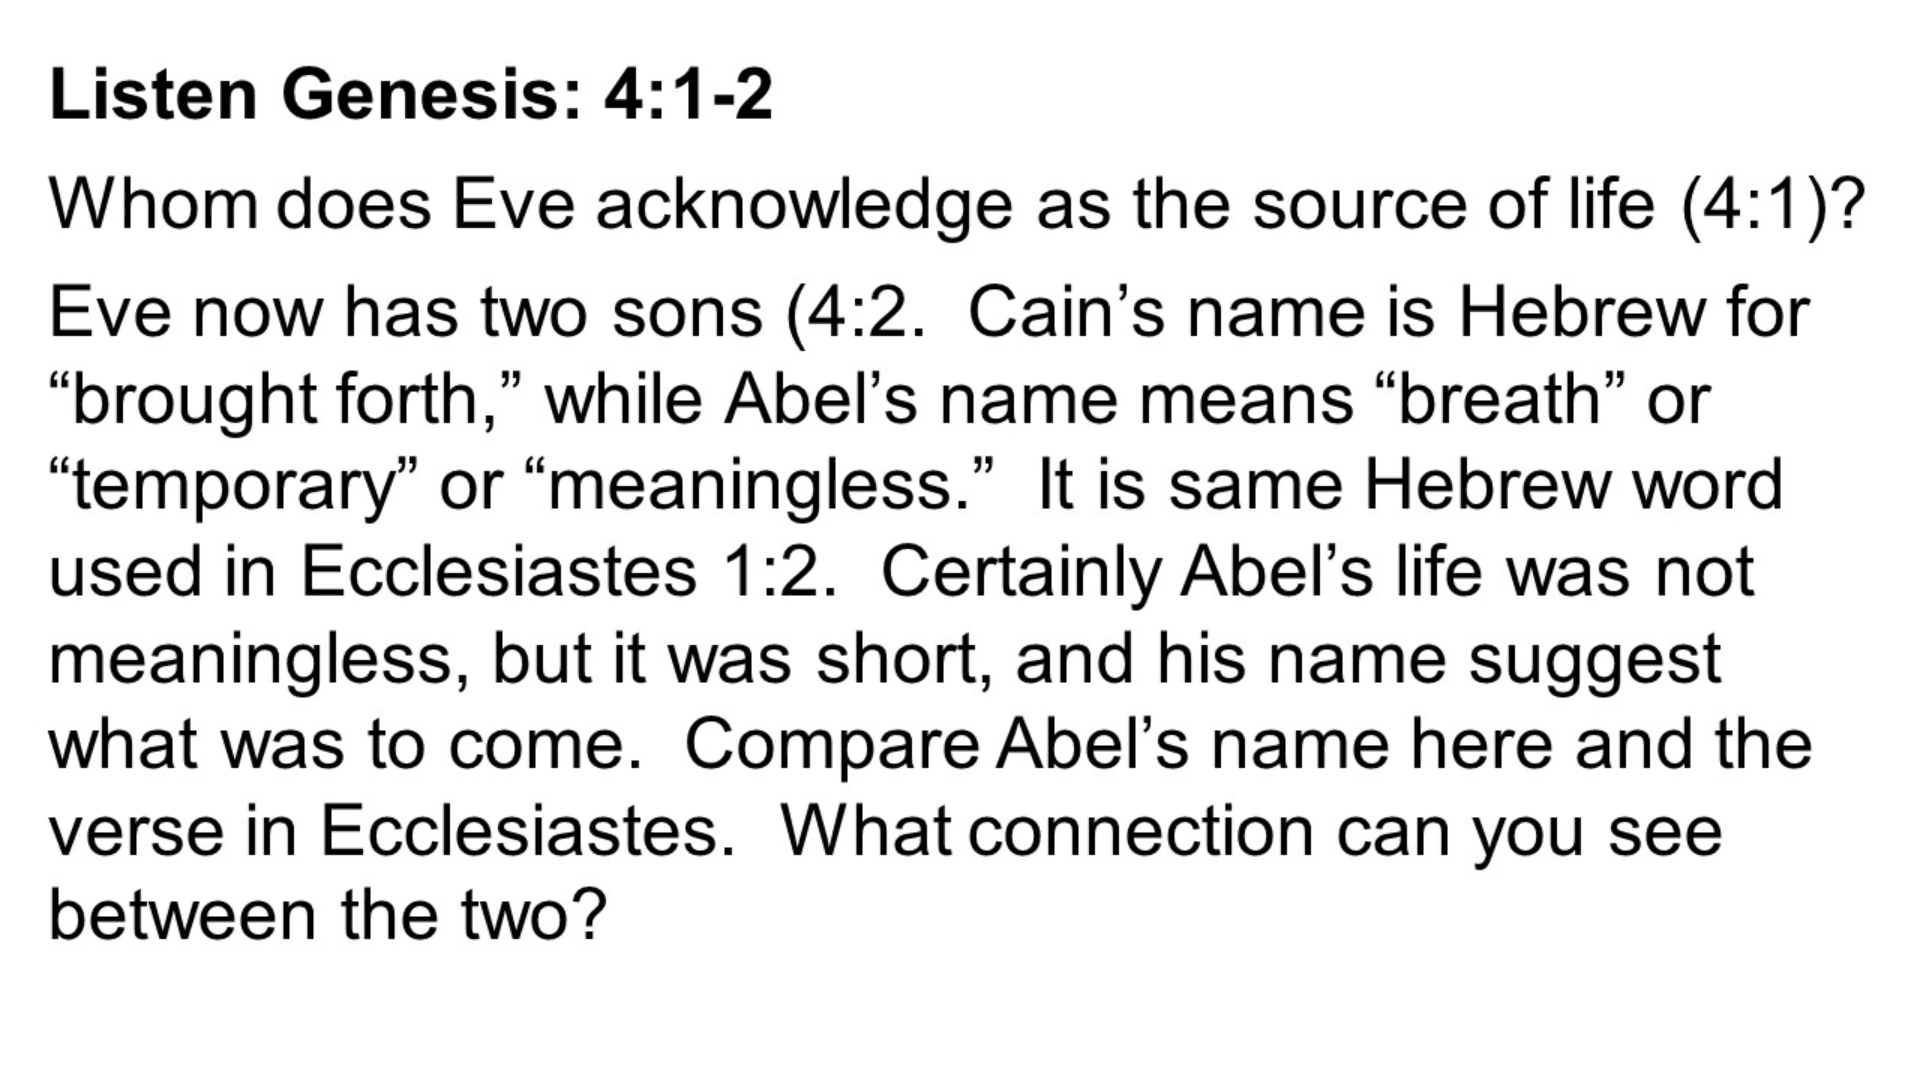 Listen Genesis: 4:1-2
Whom does Eve acknowledge as the source of life (4:1)?
Eve now has two sons (4:2.  Cain’s name is Hebrew for
“brought forth,” while Abel’s name means “breath” or
“temporary” or “meaningless.”  It is same Hebrew word
used in Ecclesiastes 1:2.  Certainly Abel’s life was not
meaningless, but it was short, and his name suggest
what was to come.  Compare Abel’s name here and the
verse in Ecclesiastes.  What connection can you see
between the two?